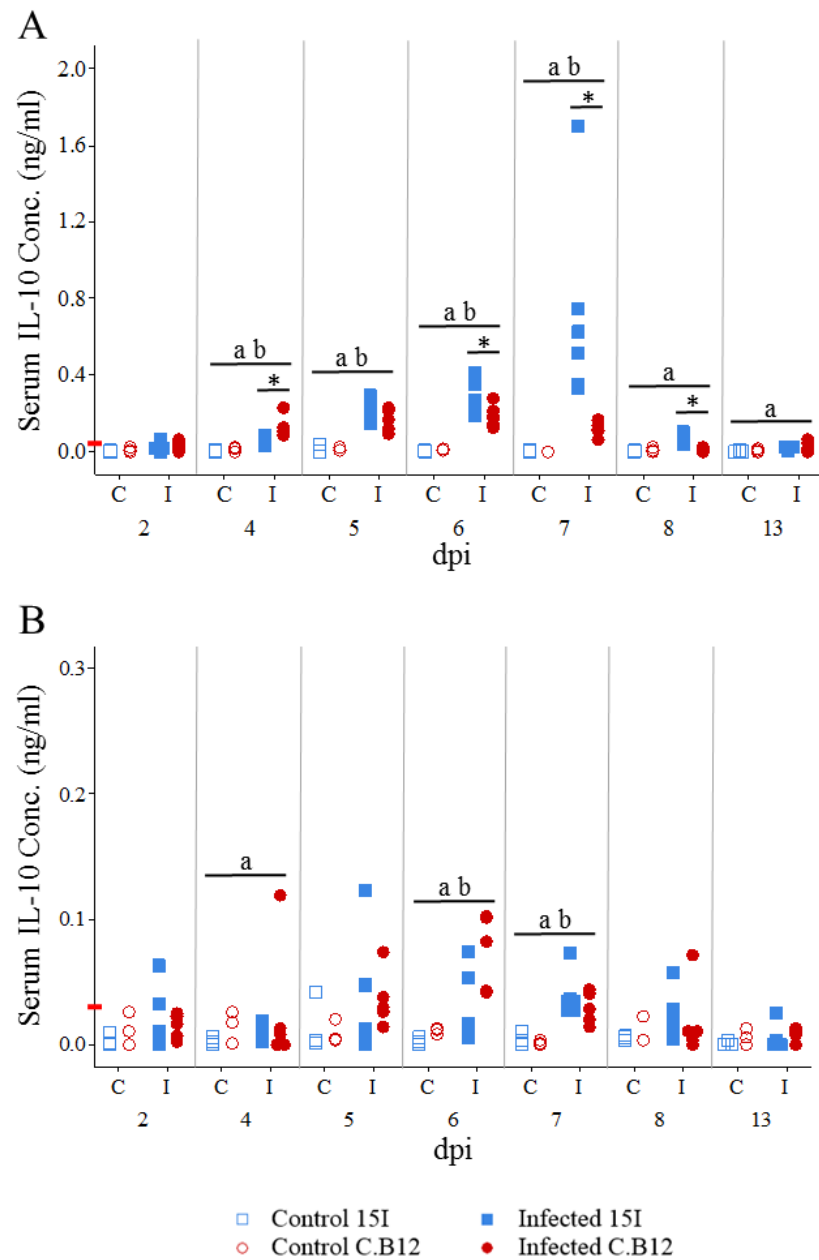 A
Serum IL-10 Conc. (ng/ml)
2.0
1.6
1.2
0.8
0.4
0.0
a b
*
a b
a b
*
a b
*
a
*
a
C I C I C I C I C I C I C I
2 4 5 6 7 8 13
dpi
B
Serum IL-10 Conc. (ng/ml)
0.3
0.2
0.1
0.0
a
a b
a b
C I C I C I C I C I C I C I
2 4 5 6 7 8 13
dpi
Control 15I Infected 15I
Control C.B12 Infected C.B12